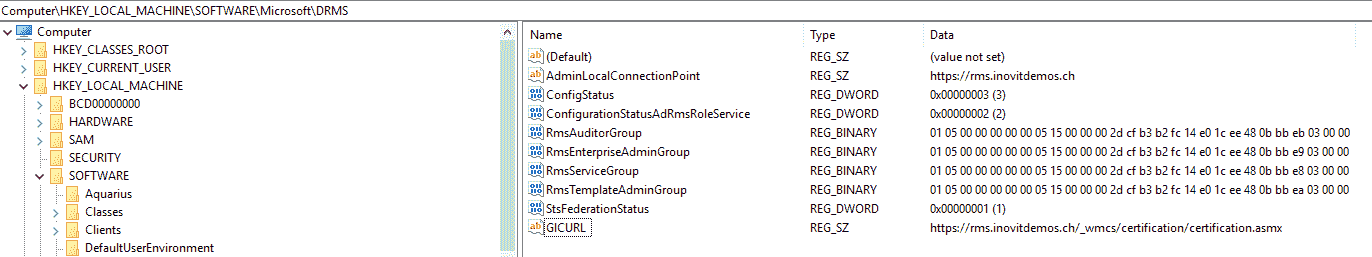 Computer\HKEY_LOCAL_MACHINE\SOFTWARE\Microsoft\DRMS
Computer
HKEY_CLASSES_ROOT
HKEY_CURRENT_USER
HKEY_LOCAL_MACHINE
BCD00000000
HARDWARE
SAM
SECURITY
SOFTWARE
Aquarius
Classes
Clients
DefaultUserEnvironment
Name Type Data
(Default) REG_SZ (value not set)
AdminLocalConnectionPoint REG_SZ https://rms.inovitdemos.ch
ConfigStatus REG_DWORD 0x00000003 (3)
ConfigurationStatusAdRmsRoleService REG_DWORD 0x00000002 (2)
RmsAuditorGroup REG_BINARY 01 05 00 00 00 00 00 05 15 00 00 00 2d cf b3 b2 fc 14 e0 1c ee 48 0b bb eb 03 00 00
RmsEnterpriseAdminGroup REG_BINARY 01 05 00 00 00 00 00 05 15 00 00 00 2d cf b3 b2 fc 14 e0 1c ee 48 0b bb e9 03 00 00
RmsServiceGroup REG_BINARY 01 05 00 00 00 00 00 05 15 00 00 00 2d cf b3 b2 fc 14 e0 1c ee 48 0b bb e8 03 00 00
RmsTemplateAdminGroup REG_BINARY 01 05 00 00 00 00 00 05 15 00 00 00 2d cf b3 b2 fc 14 e0 1c ee 48 0b bb ea 03 00 00
StsFederationStatus REG_DWORD 0x00000001 (1)
GICURL REG_SZ https://rms.inovitdemos.ch/_wmcs/certification/certification.asmx